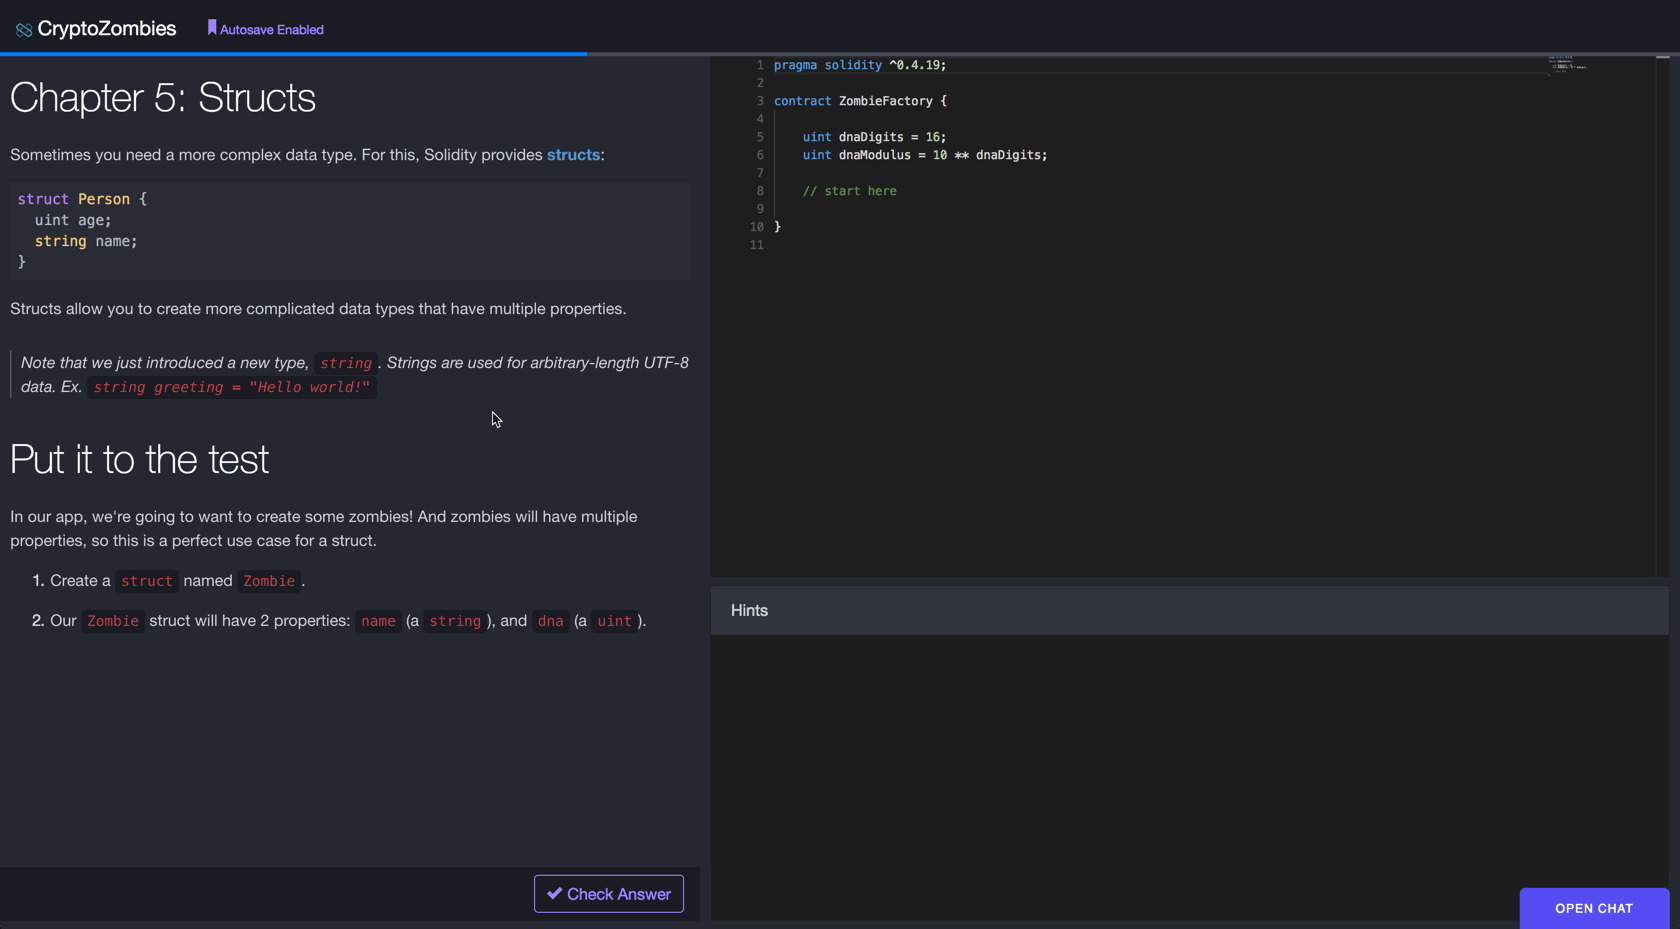 CryptoZombies
Autosave Enabled
Chapter 5: Structs
Sometimes you need a more complex data type. For this, Solidity provides structs:
struct Person {
  uint age;
  string name;
}
Structs allow you to create more complicated data types that have multiple properties.
Note that we just introduced a new type, string . Strings are used for arbitrary-length UTF-8
data. Ex. string greeting = "Hello world!"
Put it to the test
In our app, we're going to want to create some zombies! And zombies will have multiple
properties, so this is a perfect use case for a struct.
1. Create a struct named Zombie .
2. Our Zombie struct will have 2 properties: name (a string ), and dna (a uint ).
Check Answer
1 pragma solidity ^0.4.19;
2
3 contract ZombieFactory {
4
5     uint dnaDigits = 16;
6     uint dnaModulus = 10 ** dnaDigits;
7
8     // start here
9
10 }
11
Hints
OPEN CHAT